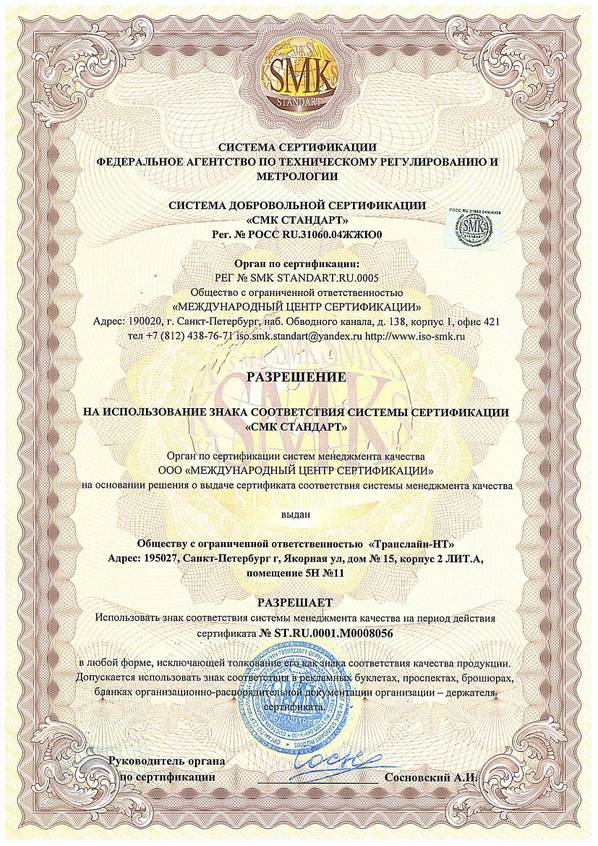 SMK
STANDART
СИСТЕМА СЕРТИФИКАЦИИ
ФЕДЕРАЛЬНОЕ АГЕНТСТВО ПО ТЕХНИЧЕСКОМУ РЕГУЛИРОВАНИЮ И
МЕТРОЛОГИИ
СИСТЕМА ДОБРОВОЛЬНОЙ СЕРТИФИКАЦИИ
«СМК СТАНДАРТ»
Рег. № РОСС RU.31060.04ЖЖЮ0
РОСС RU 31060.04ЖЖЮ0
SMK
Орган по сертификации:
РЕГ № SMK STANDART.RU.0005
Общество с ограниченной ответственностью
«МЕЖДУНАРОДНЫЙ ЦЕНТР СЕРТИФИКАЦИИ»
Адрес: 190020, г. Санкт-Петербург, наб. Обводного канала, д. 138, корпус 1, офис 421
тел +7 (812) 438-76-71 iso.smk.standart@yandex.ru http://www.iso-smk.ru
РАЗРЕШЕНИЕ
НА ИСПОЛЬЗОВАНИЕ ЗНАКА СООТВЕТСТВИЯ СИСТЕМЫ СЕРТИФИКАЦИИ
«СМК СТАНДАРТ»
Орган по сертификации систем менеджмента качества
ООО «МЕЖДУНАРОДНЫЙ ЦЕНТР СЕРТИФИКАЦИИ»
на основании решения о выдаче сертификата соответствия системы менеджмента качества
выдан
Обществу с ограниченной ответственностью «Транслайн-НТ»
Адрес: 195027, Санкт-Петербург г, Якорная ул, дом № 15, корпус 2 ЛИТ.А,
помещение 5Н №11
РАЗРЕШАЕТ
Использовать знак соответствия системы менеджмента качества на период действия
сертификата № ST.RU.0001.M0008056
в любой форме, исключающей толкование его как знака соответствия качества продукции.
Допускается использовать знак соответствия в рекламных буклетах, проспектах, брошюрах,
бланках организационно-распорядительной документации организации – держателя
сертификата.
Руководитель органа
по сертификации
Сосновский А.И.